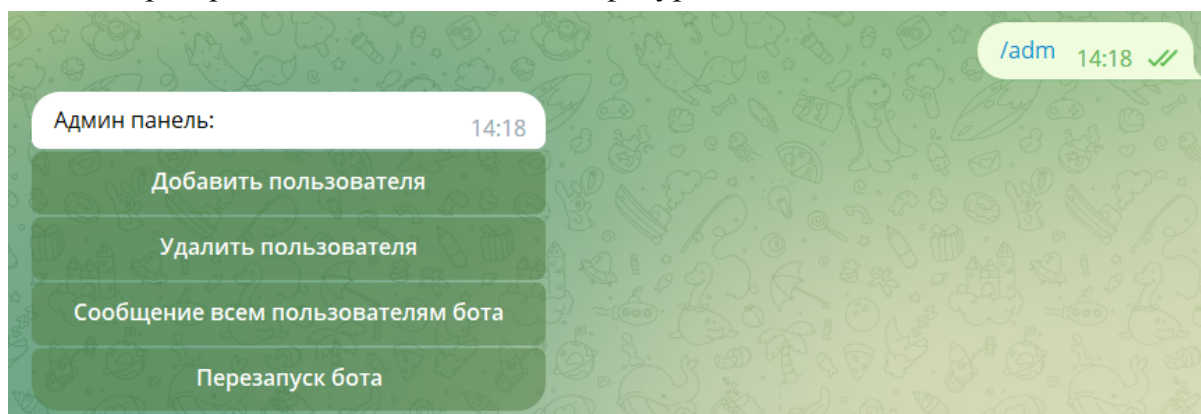 /adm 14:18
Админ панель: 14:18
Добавить пользователя
Удалить пользователя
Сообщение всем пользователям бота
Перезапуск бота